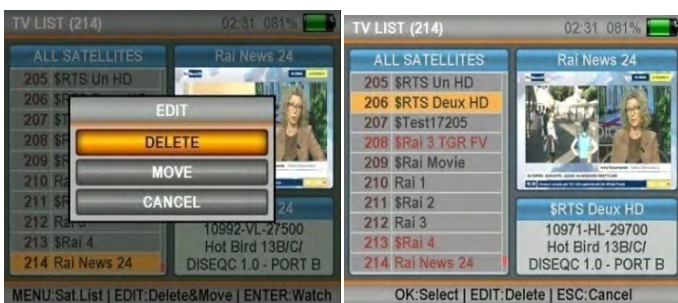 TV LIST (214) 02:31 081%
ALL SATELLITES
Rai News 24
205 $RTS Un HD
206
207
208
209
210
211
212
213 $Rai 4
214 Rai News 24
EDIT
DELETE
MOVE
CANCEL
24
10992-VL-27500
Hot Bird 13B/C/
DISEQC 1.0 - PORT B
MENU:Sat.List | EDIT:Delete&Move | ENTER:Watch
TV LIST (214) 02:31 081%
ALL SATELLITES
205 $RTS Un HD
206 $RTS Deux HD
207 $Test17205
208 $Rai 3 TGR FV
209 $Rai Movie
210 Rai 1
211 $Rai 2
212 Rai 3
213 $Rai 4
214 Rai News 24
Rai News 24
$RTS Deux HD
10971-HL-29700
Hot Bird 13B/C/
DISEQC 1.0 - PORT B
OK:Select | EDIT:Delete | ESC:Cancel